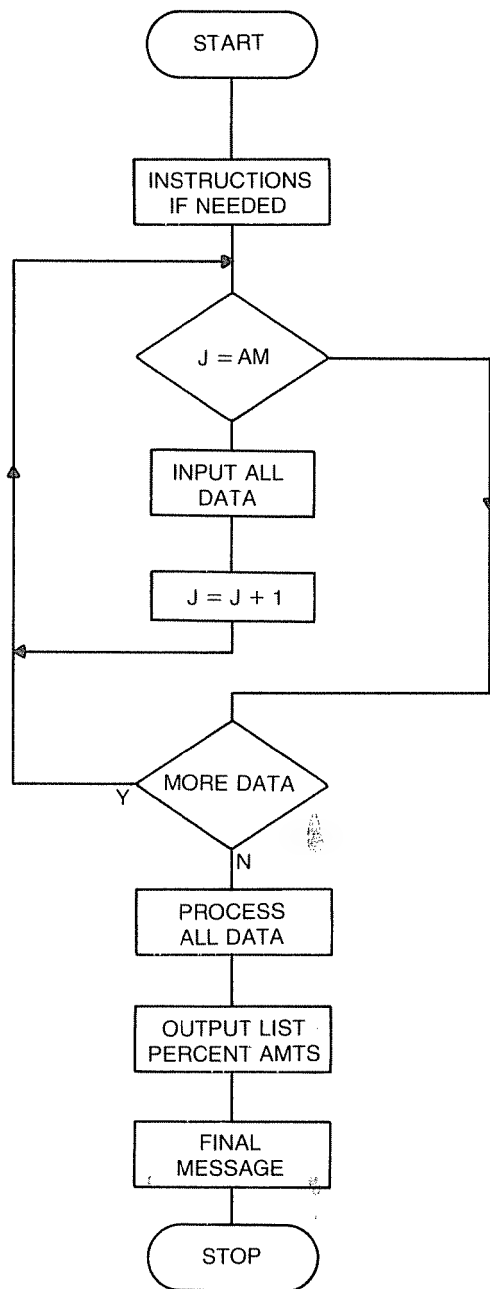 START
INSTRUCTIONS
IF NEEDED
J = AM
INPUT ALL
DATA
J = J + 1
MORE DATA
Y
N
PROCESS
ALL DATA
OUTPUT LIST
PERCENT AMTS
FINAL
MESSAGE
STOP